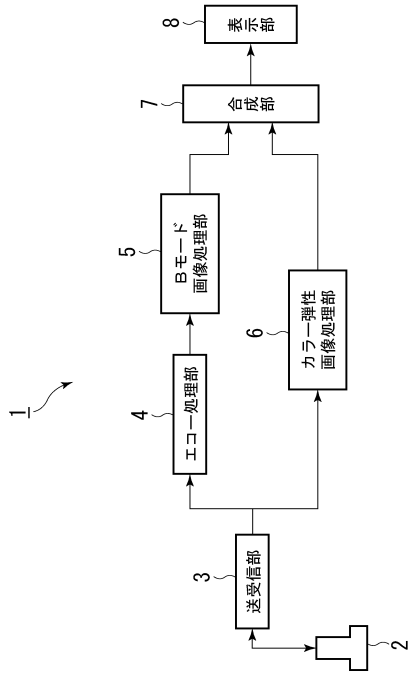 1
2
3
送受信部
4
エコー処理部
5
Bモード
画像処理部
6
カラー弾性
画像処理部
7
合成部
8
表示部